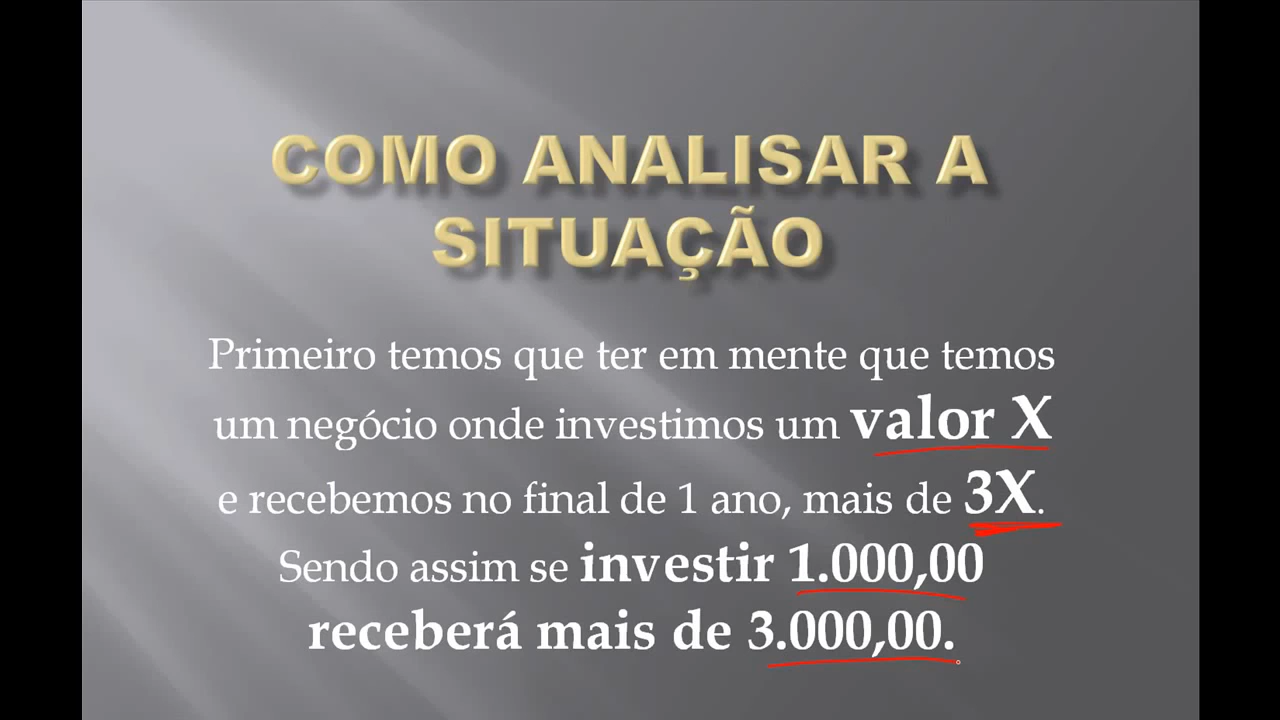 COMO ANALISAR A
SITUAÇÃO
Primeiro temos que ter em mente que temos
um negócio onde investimos um valor X
e recebemos no final de 1 ano, mais de 3X.
Sendo assim se investir 1.000,00
receberá mais de 3.000,00.